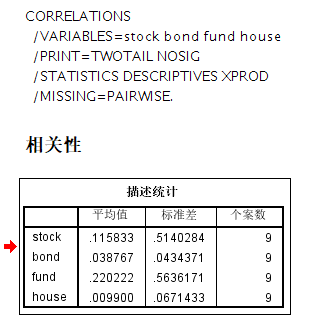 CORRELATIONS
/VARIABLES=stock bond fund house
/PRINT=TWOTAIL NOSIG
/STATISTICS DESCRIPTIVES XPROD
/MISSING=PAIRWISE.
相关性
描述统计
平均值 标准差 个案数
stock .115833 .5140284 9
bond .038767 .0434371 9
fund .220222 .5636171 9
house .009900 .0671433 9